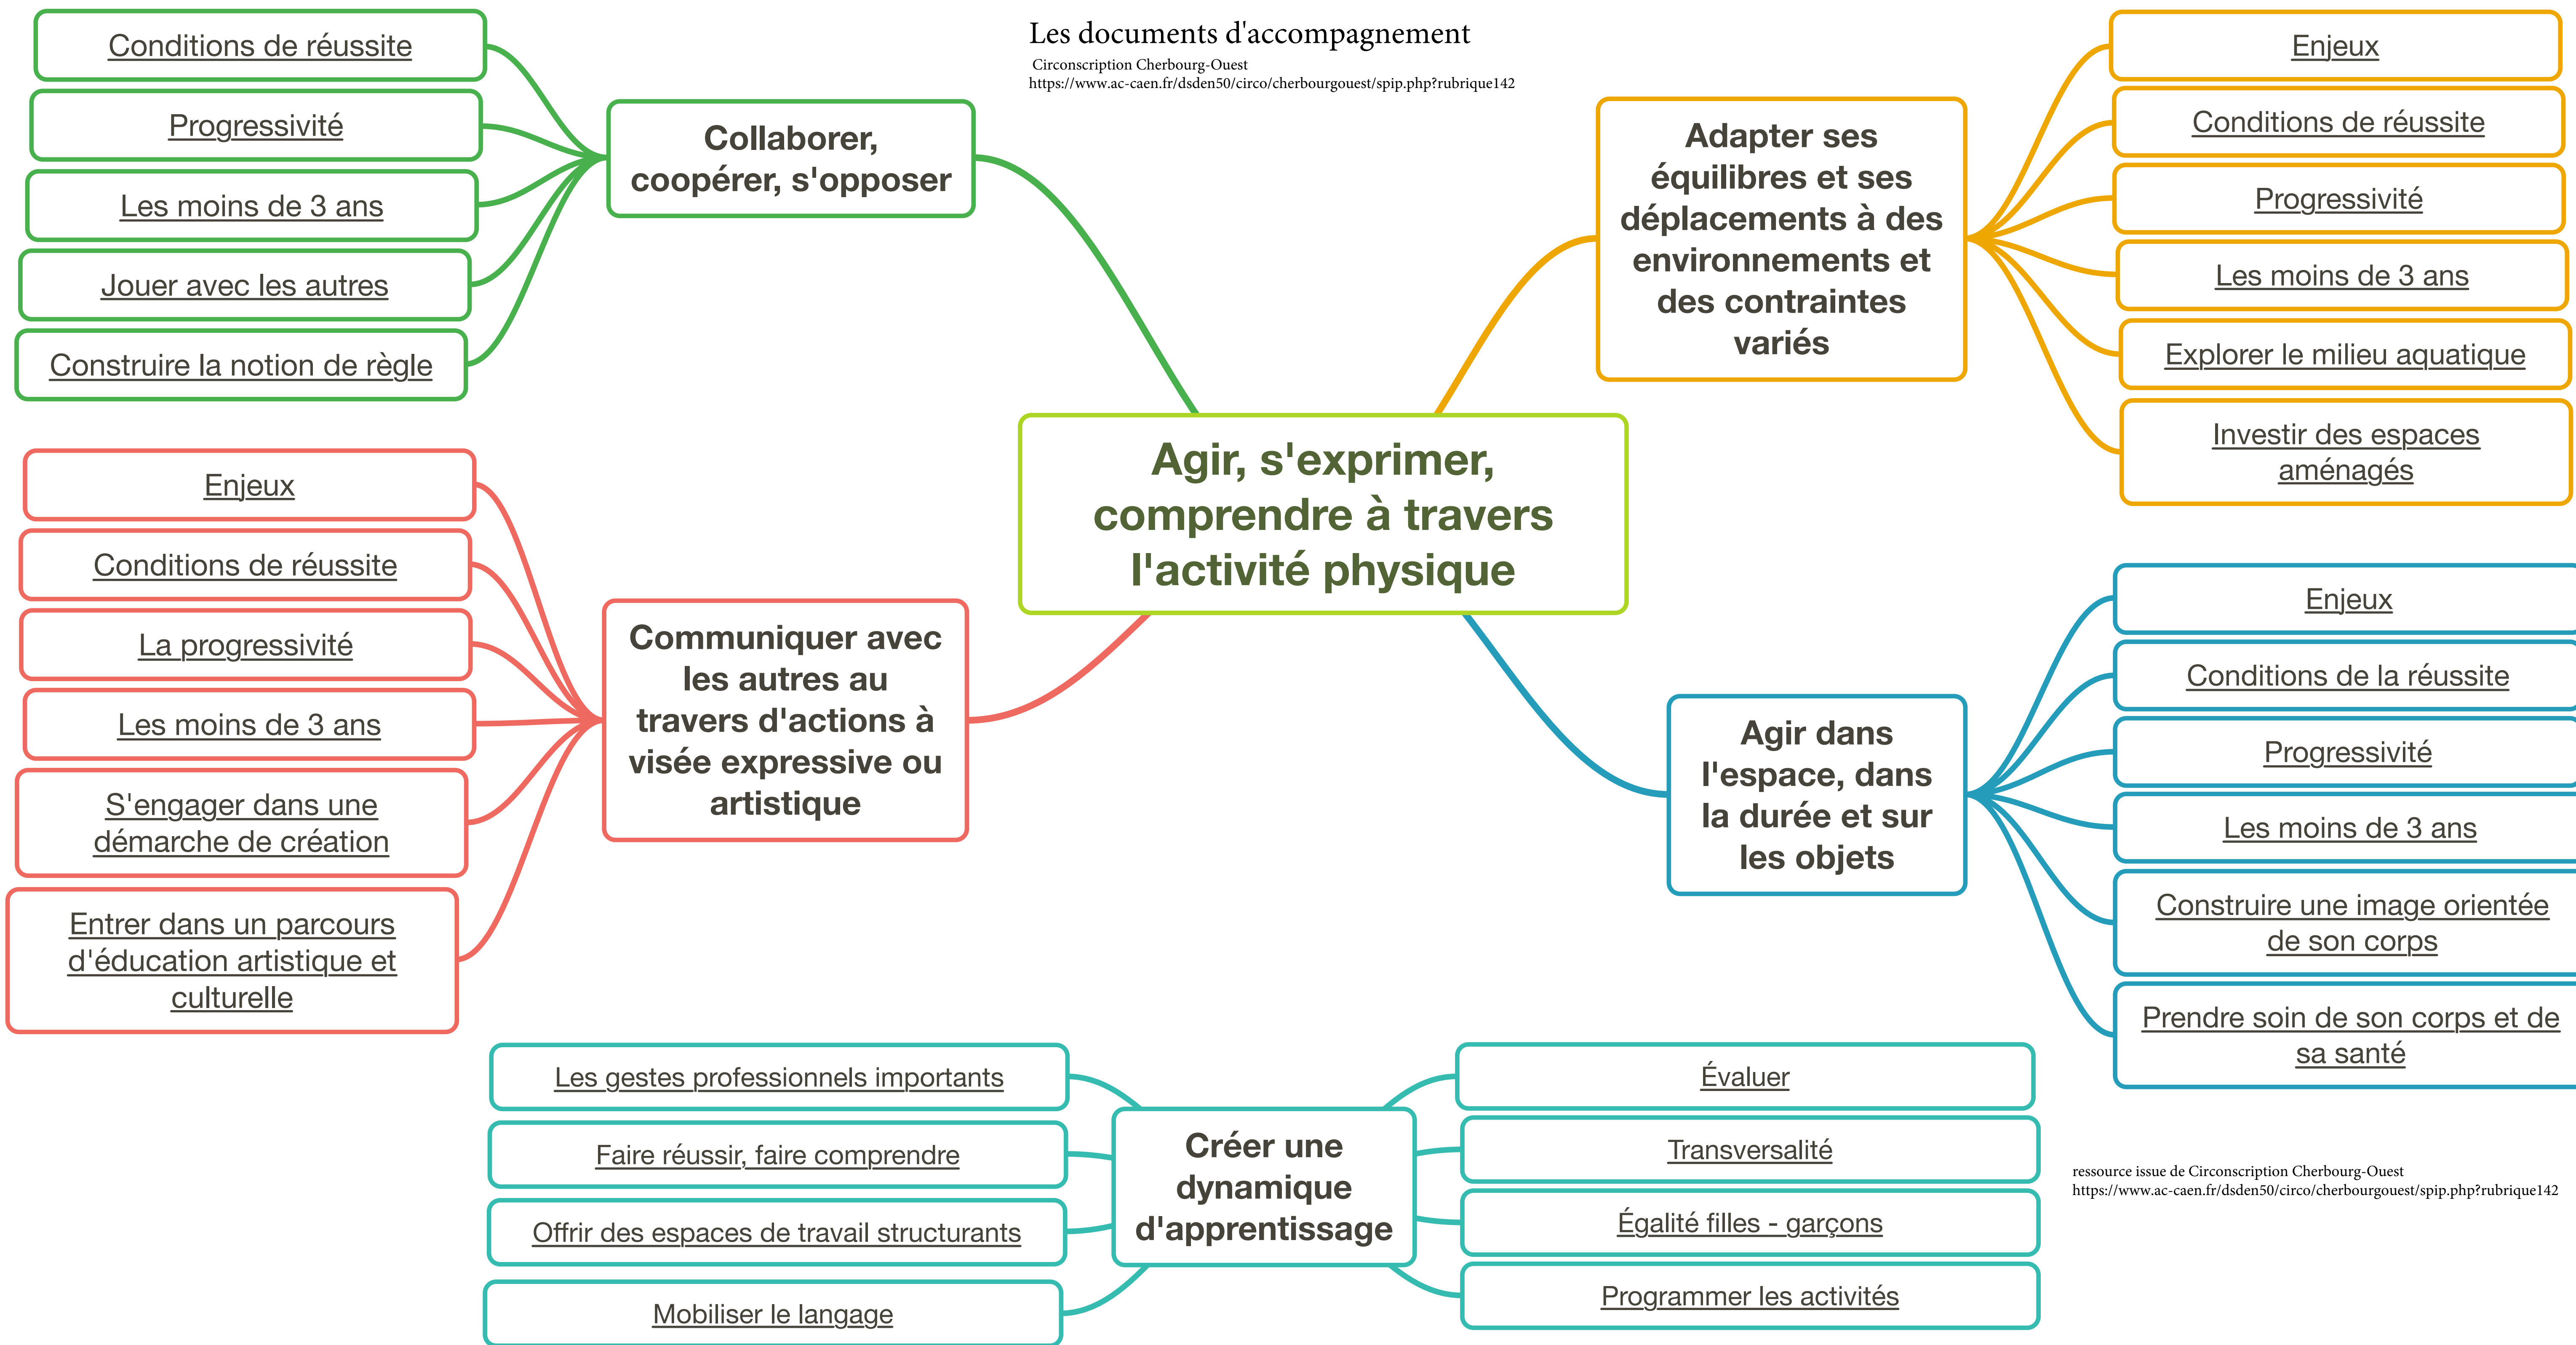 Les documents d'accompagnement
Circonscription Cherbourg-Ouest
https://www.ac-caen.fr/dsden50/circo/cherbourgouest/spip.php?rubrique142
Agir, s'exprimer,
comprendre à travers
l'activité physique
Collaborer,
coopérer, s'opposer
Conditions de réussite
Progressivité
Les moins de 3 ans
Jouer avec les autres
Construire la notion de règle
Communiquer avec
les autres au
travers d'actions à
visée expressive ou
artistique
Enjeux
Conditions de réussite
La progressivité
Les moins de 3 ans
S'engager dans une
démarche de création
Entrer dans un parcours
d'éducation artistique et
culturelle
Adapter ses
équilibres et ses
déplacements à des
environnements et
des contraintes
variés
Enjeux
Conditions de réussite
Progressivité
Les moins de 3 ans
Explorer le milieu aquatique
Investir des espaces
aménagés
Agir dans
l'espace, dans
la durée et sur
les objets
Enjeux
Conditions de la réussite
Progressivité
Les moins de 3 ans
Construire une image orientée
de son corps
Prendre soin de son corps et de
sa santé
Créer une
dynamique
d'apprentissage
Les gestes professionnels importants
Faire réussir, faire comprendre
Offrir des espaces de travail structurants
Mobiliser le langage
Évaluer
Transversalité
Égalité filles - garçons
Programmer les activités
ressource issue de Circonscription Cherbourg-Ouest
https://www.ac-caen.fr/dsden50/circo/cherbourgouest/spip.php?rubrique142